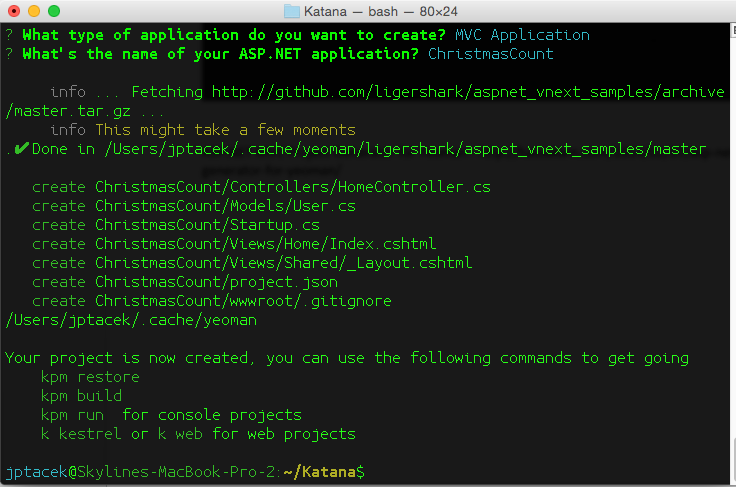 Katana — bash — 80×24
? What type of application do you want to create? MVC Application
? What's the name of your ASP.NET application? ChristmasCount
info ... Fetching http://github.com/ligershark/aspnet_vnext_samples/archive
/master.tar.gz ...
info This might take a few moments
.✔Done in /Users/jptacek/.cache/yeoman/ligershark/aspnet_vnext_samples/master
create ChristmasCount/Controllers/HomeController.cs
create ChristmasCount/Models/User.cs
create ChristmasCount/Startup.cs
create ChristmasCount/Views/Home/Index.cshtml
create ChristmasCount/Views/Shared/_Layout.cshtml
create ChristmasCount/project.json
create ChristmasCount/wwwroot/.gitignore
/Users/jptacek/.cache/yeoman
Your project is now created, you can use the following commands to get going
kpm restore
kpm build
kpm run  for console projects
k kestrel or k web for web projects
jptacek@Skylines-MacBook-Pro-2:~/Katana$